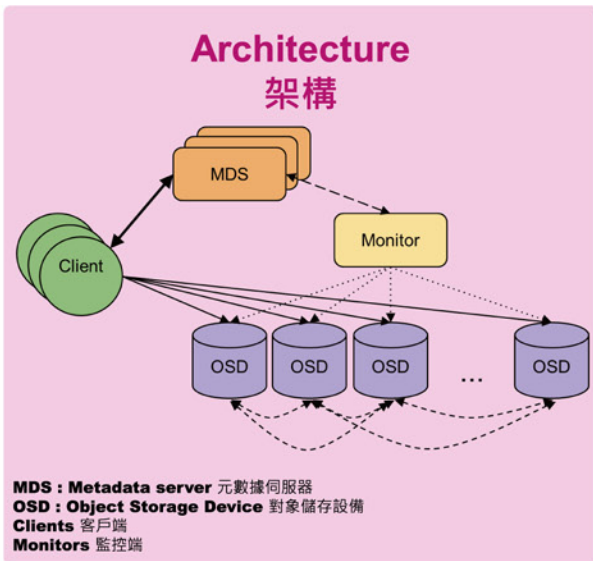 Architecture
架構
MDS
Monitor
Client
OSD OSD OSD ... OSD
MDS : Metadata server 元數據伺服器
OSD : Object Storage Device 對象儲存設備
Clients 客戶端
Monitors 監控端